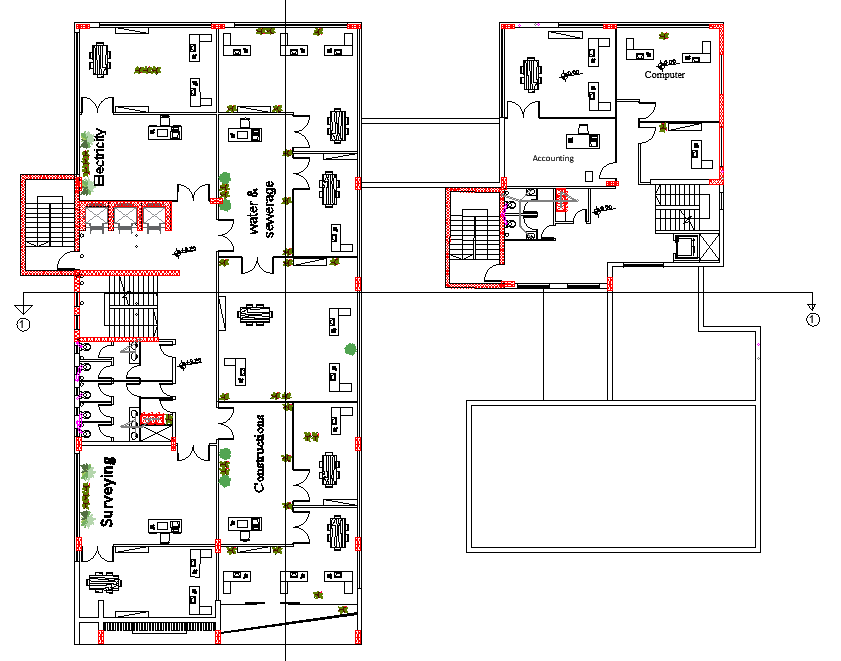 Computer
Electricity
Accounting
water &
sewerage
1
1
Constructions
Surveying